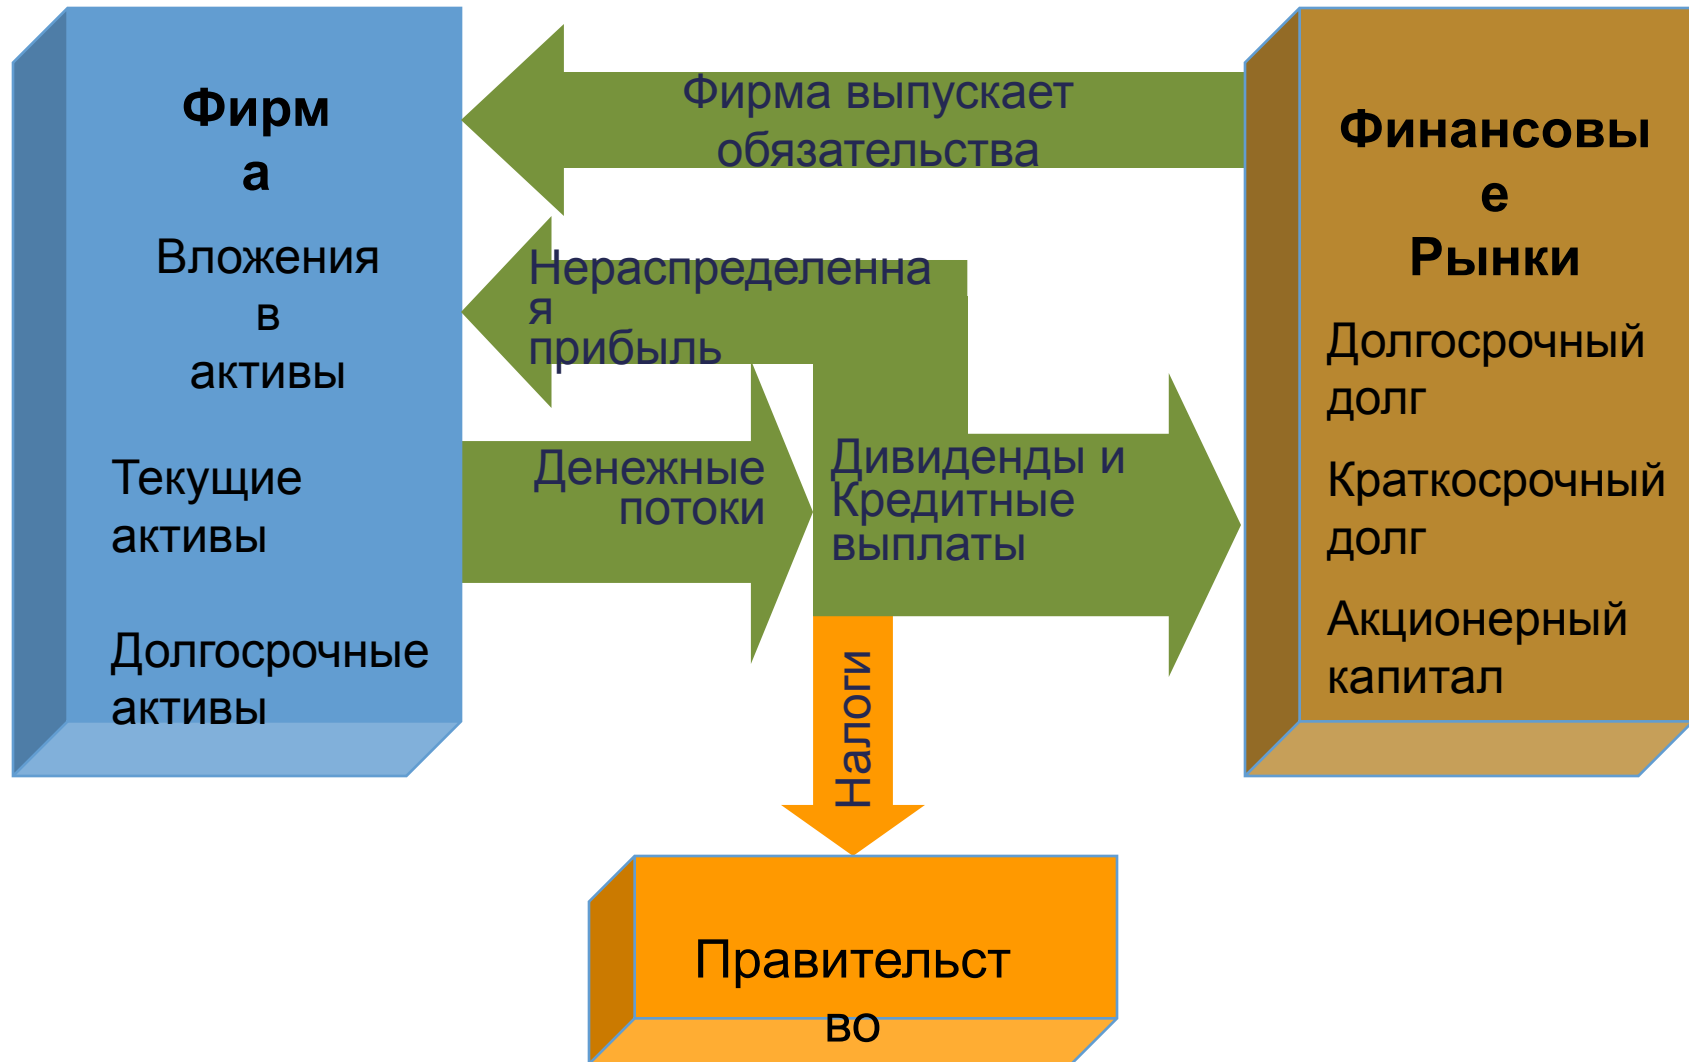 Фирм
а
Вложения
в
активы
Текущие
активы
Долгосрочные
активы
Фирма выпускает
обязательства
Нераспределенна
я
прибыль
Денежные
потоки
Дивиденды и
Кредитные
выплаты
Налоги
Финансовы
е
Рынки
Долгосрочный
долг
Краткосрочный
долг
Акционерный
капитал
Правительст
во